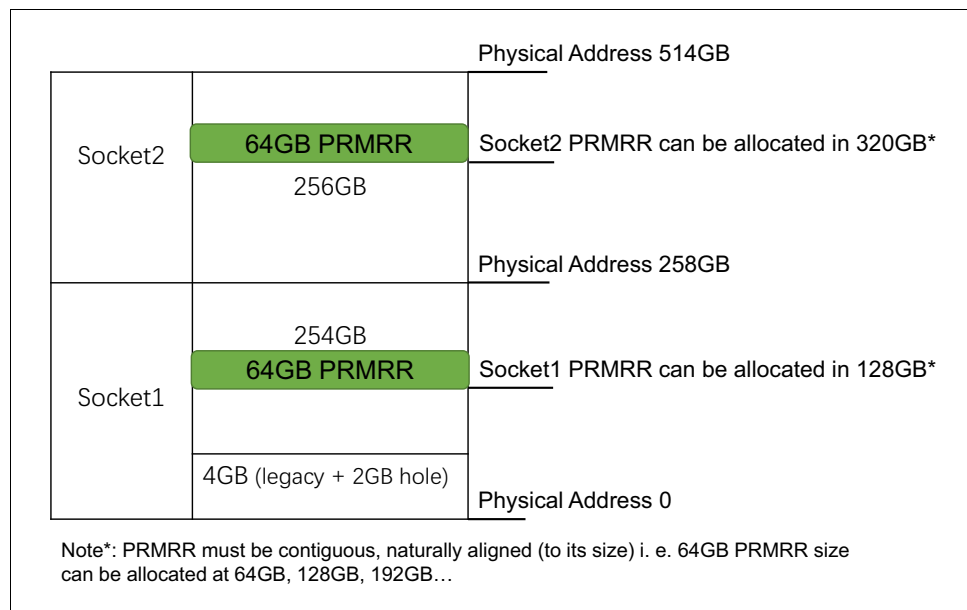 Physical Address 514GB
64GB PRMRR
Socket2 PRMRR can be allocated in 320GB*
Socket2
256GB
Physical Address 258GB
254GB
64GB PRMRR
Socket1 PRMRR can be allocated in 128GB*
Socket1
4GB (legacy + 2GB hole)
Physical Address 0
Note*: PRMRR must be contiguous, naturally aligned (to its size) i. e. 64GB PRMRR size
can be allocated at 64GB, 128GB, 192GB…